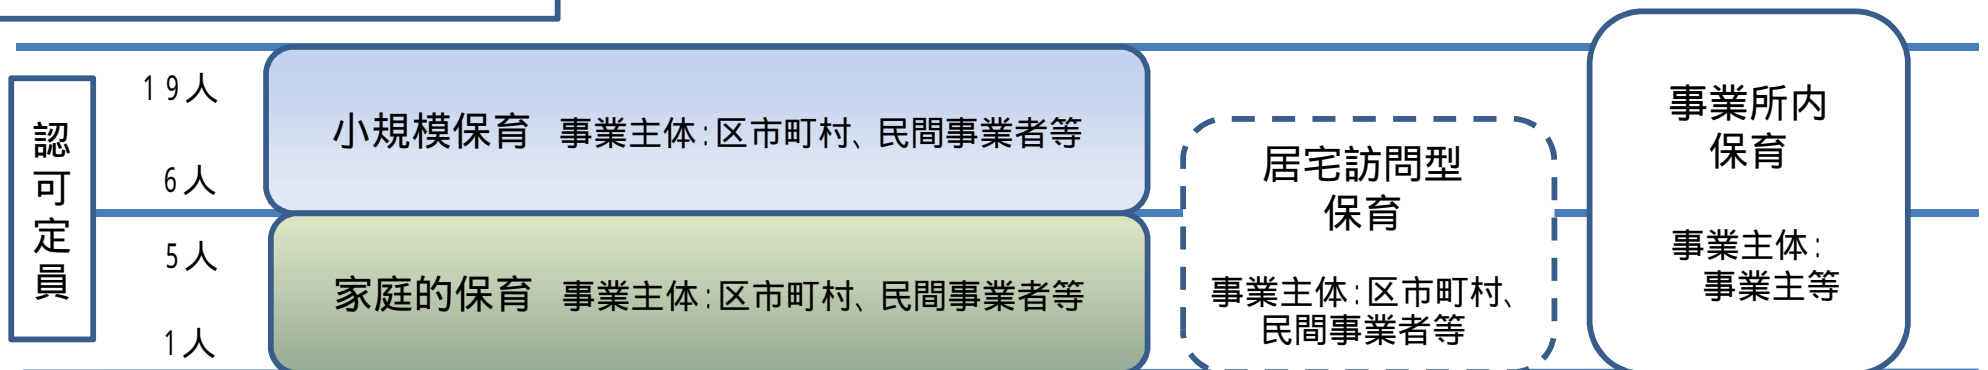 認可定員
19人
6人
5人
1人
小規模保育 事業主体:区市町村、民間事業者等
家庭的保育 事業主体:区市町村、民間事業者等
居宅訪問型
保育
事業主体:区市町村、
民間事業者等
事業所内
保育
事業主体:
事業主等